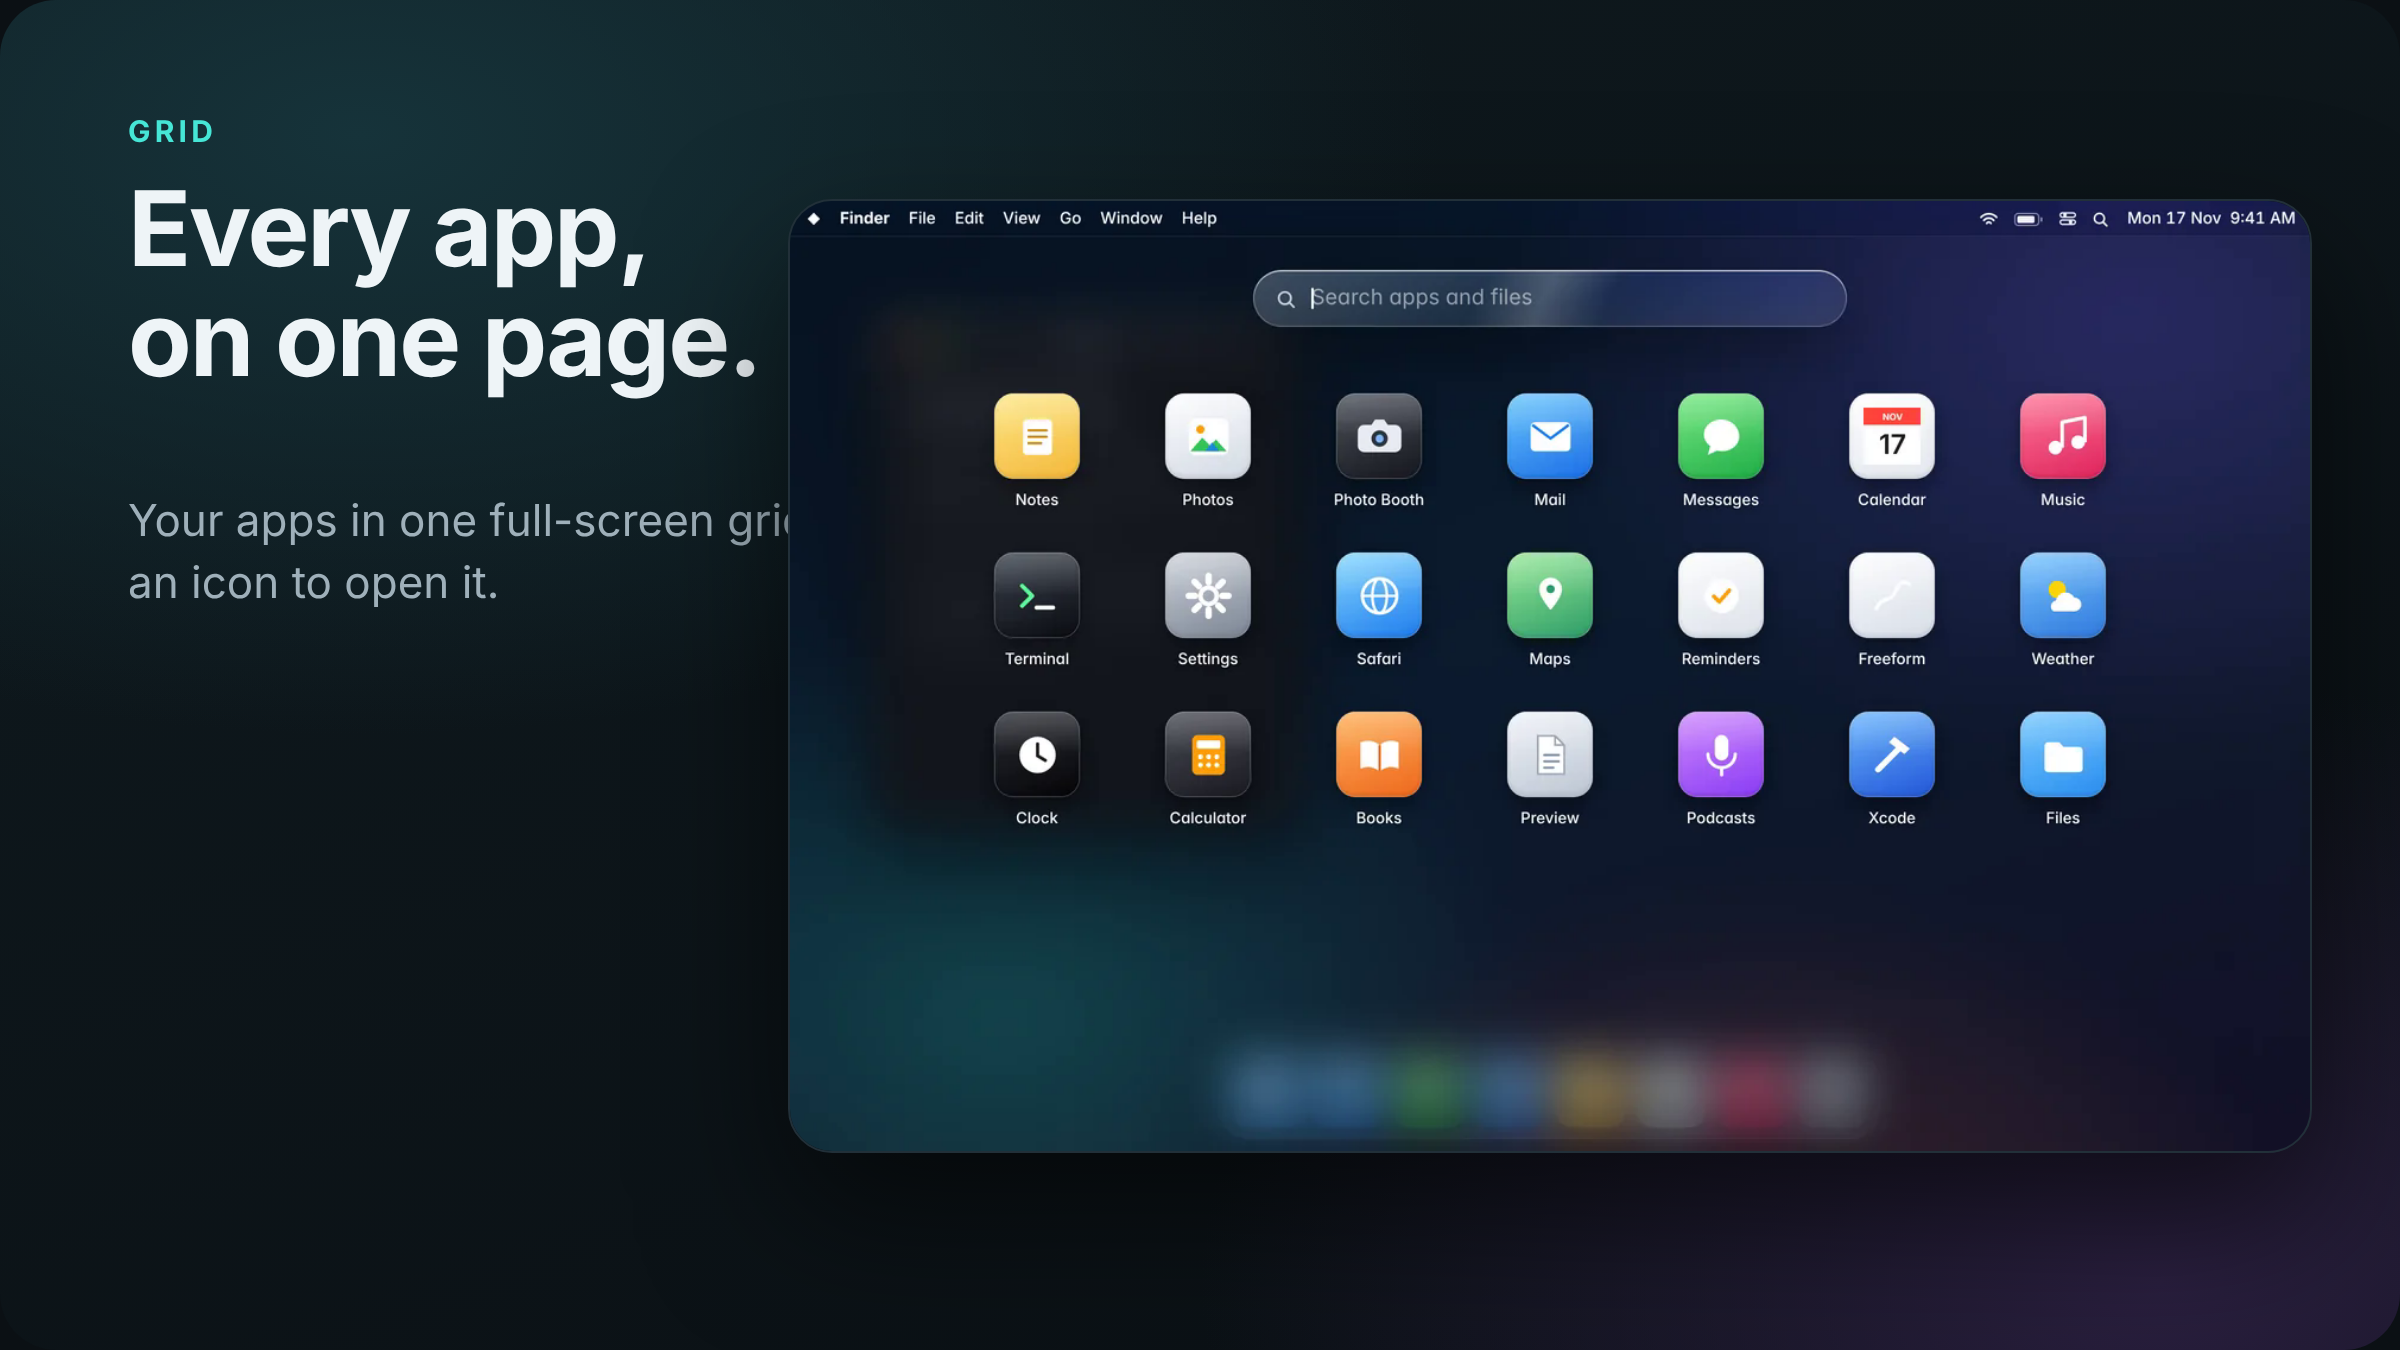 GRID
Every app,
on one page.
Your apps in one full-screen
an icon to open it.
Finder File Edit View Go Window Help
Mon 17 Nov 9:41 AM
Search apps and files
NOV
17
Notes Photos Photo Booth Mail Messages Calendar Music
Terminal Settings Safari Maps Reminders Freeform Weather
Clock Calculator Books Preview Podcasts Xcode Files